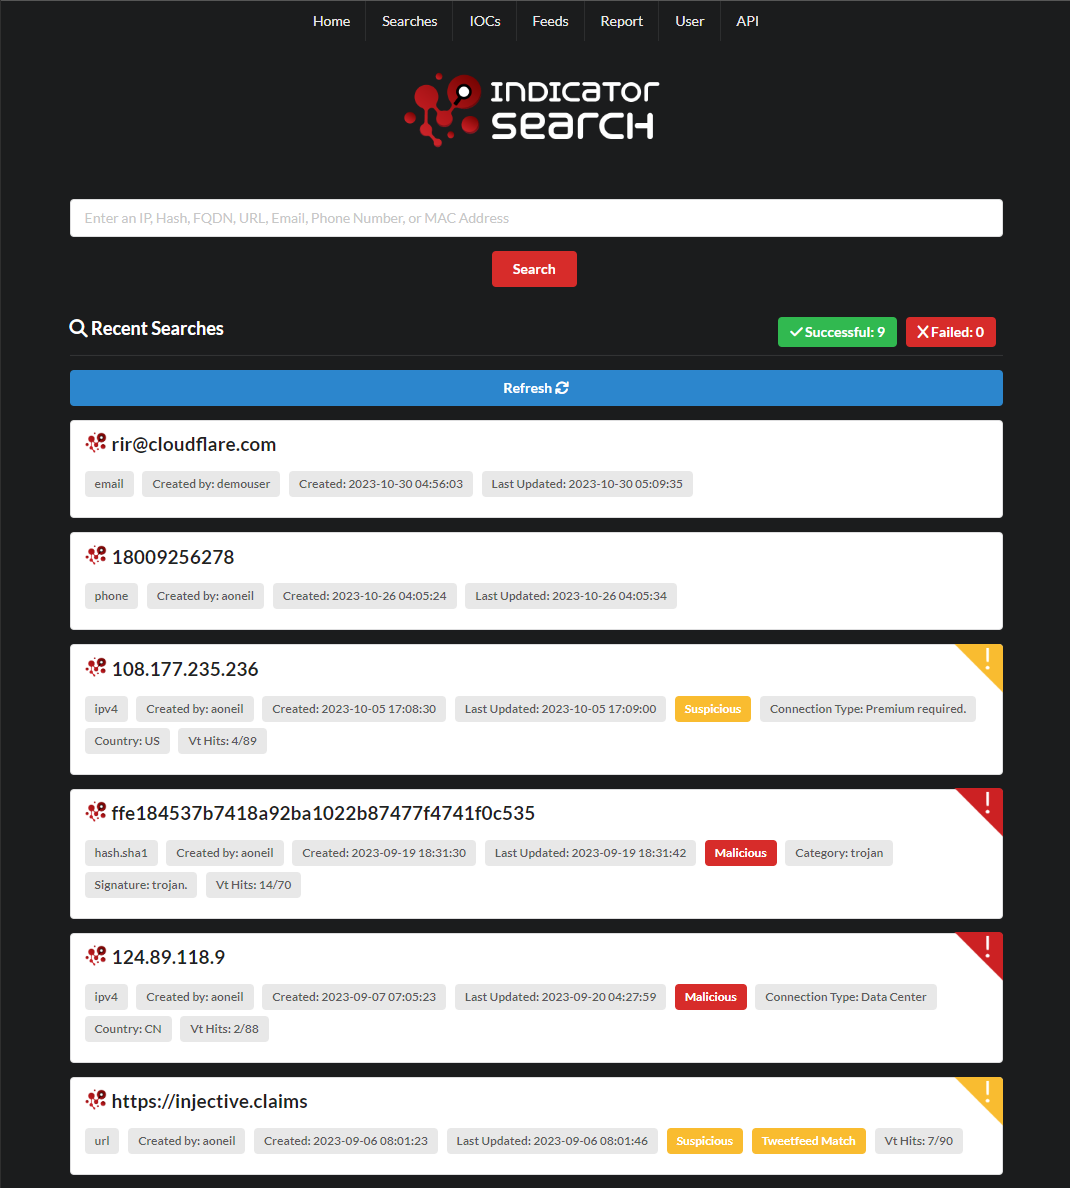 Home Searches IOCs Feeds Report User API
INDICATOR
SEARCH
Enter an IP, Hash, FQDN, URL, Email, Phone Number, or MAC Address
Search
Recent Searches Successful: 9 Failed: 0
Refresh
rir@cloudflare.com
email Created by: demouser Created: 2023-10-30 04:56:03 Last Updated: 2023-10-30 05:09:35
18009256278
phone Created by: aoneil Created: 2023-10-26 04:05:24 Last Updated: 2023-10-26 04:05:34
108.177.235.236
ipv4 Created by: aoneil Created: 2023-10-05 17:08:30 Last Updated: 2023-10-05 17:09:00 Suspicious Connection Type: Premium required.
Country: US Vt Hits: 4/89
ffe184537b7418a92ba1022b87477f4741f0c535
hash.sha1 Created by: aoneil Created: 2023-09-19 18:31:30 Last Updated: 2023-09-19 18:31:42 Malicious Category: trojan
Signature: trojan. Vt Hits: 14/70
124.89.118.9
ipv4 Created by: aoneil Created: 2023-09-07 07:05:23 Last Updated: 2023-09-20 04:27:59 Malicious Connection Type: Data Center
Country: CN Vt Hits: 2/88
https://injective.claims
url Created by: aoneil Created: 2023-09-06 08:01:23 Last Updated: 2023-09-06 08:01:46 Suspicious Tweetfeed Match Vt Hits: 7/90